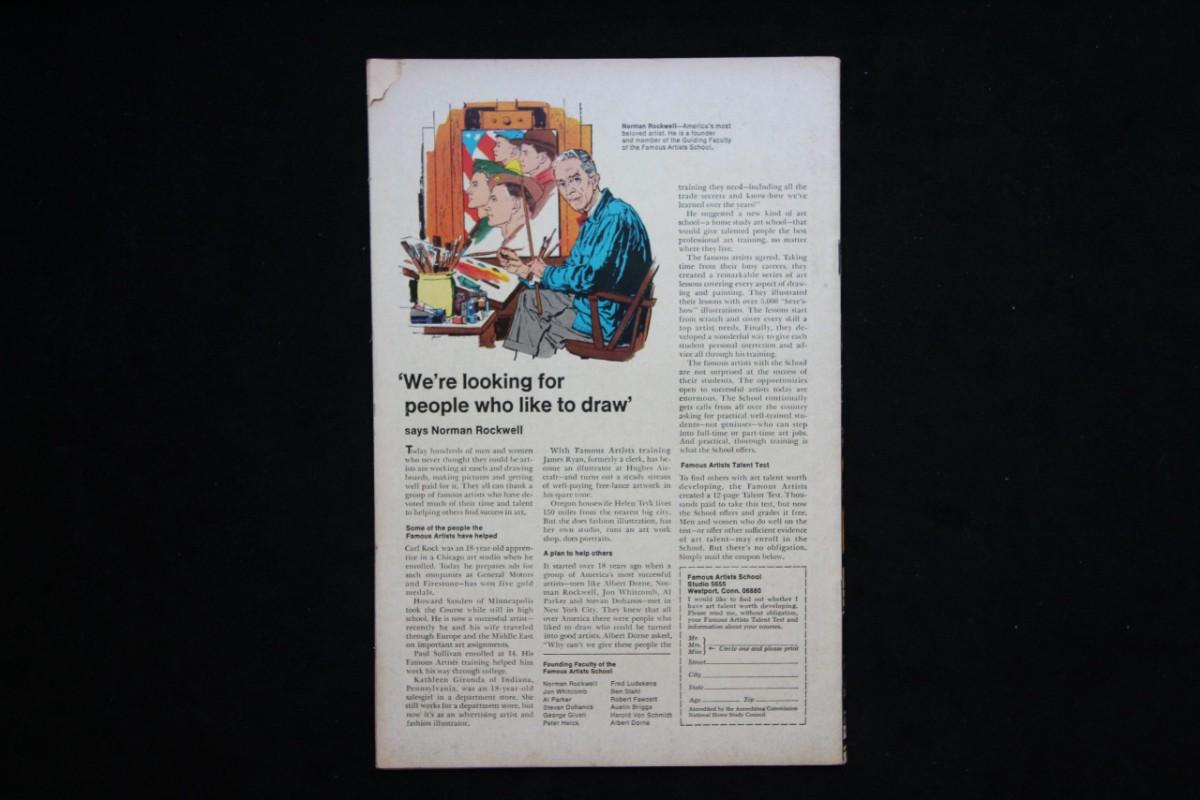 Norman Rockwell—America's most
beloved artist. He is a founder
and member of the Guiding Faculty
of the Famous Artists School.
'We're looking for
people who like to draw'
says Norman Rockwell
Today hundreds of men and women
who never thought they could be art-
ists are working at easels and drawing
boards, making pictures and getting
well paid for it. They all can thank a
group of famous artists who have de-
voted much of their time and talent
to helping others find success in art.
Some of the people the
Famous Artists have helped
Carl Kock was an 18-year-old appren-
tice in a Chicago art studio when he
enrolled. Today he prepares ads for
such companies as General Motors
and Firestone—has won five gold
medals.
Howard Sanden of Minneapolis
took the Course while still in high
school. He is now a successful artist—
recently he and his wife traveled
through Europe and the Middle East
on important art assignments.
Paul Sullivan enrolled at 14. His
Famous Artists training helped him
work his way through college.
Kathleen Gironda of Indiana,
Pennsylvania, was an 18-year-old
salesgirl in a department store. She
still works for a department store, but
now it's as an advertising artist and
fashion illustrator.
With Famous Artists training
James Ryan, formerly a clerk, has be-
come an illustrator at Hughes Air-
craft—and turns out a steady stream
of well-paying free-lance artwork in
his spare time.
Oregon housewife Helen Tryk lives
150 miles from the nearest big city.
But she does fashion illustration, has
her own studio, runs an art work
shop, does portraits.
A plan to help others
It started over 18 years ago when a
group of America's most successful
artists—men like Albert Dorne, Nor-
man Rockwell, Jon Whitcomb, Al
Parker and Stevan Dohanos—met in
New York City. They knew that all
over America there were people who
liked to draw who could be turned
into good artists. Albert Dorne asked,
"Why can't we give these people the
Founding Faculty of the
Famous Artists School
Norman Rockwell
Jon Whitcomb
Al Parker
Stevan Dohanos
George Giusti
Peter Helck
Fred Ludekens
Ben Stahl
Robert Fawcett
Austin Briggs
Harold Von Schmidt
Albert Dorne
training they need—including all the
trade secrets and know-how we've
learned over the years?"
He suggested a new kind of art
school—a home study art school—that
would give talented people the best
professional art training, no matter
where they live.
The famous artists agreed. Taking
time from their busy careers, they
created a remarkable series of art
lessons covering every aspect of draw-
ing and painting. They illustrated
their lessons with over 5,000 "here's-
how" illustrations. The lessons start
from scratch and cover every skill a
top artist needs. Finally, they de-
veloped a wonderful way to give each
student personal correction and ad-
vice all through his training.
The famous artists with the School
are not surprised at the success of
their students. The opportunities
open to successful artists today are
enormous. The School continually
gets calls from all over the country
asking for practical well-trained stu-
dents—not geniuses—who can step
into full-time or part-time art jobs.
And practical, thorough training is
what the School offers.
Famous Artists Talent Test
To find others with art talent worth
developing, the Famous Artists
created a 12-page Talent Test. Thou-
sands paid to take this test, but now
the School offers and grades it free.
Men and women who do well on the
test—or offer other sufficient evidence
of art talent—may enroll in the
School. But there's no obligation.
Simply mail the coupon below.
Famous Artists School
Studio 5655
Westport, Conn. 06880
I would like to find out whether I
have art talent worth developing.
Please send me, without obligation,
your Famous Artists Talent Test and
information about your courses.
Mr.
Mrs.
Miss
← Circle one and please print
Street
City
State
Age Zip
Accredited by the Accrediting Commission
National Home Study Council